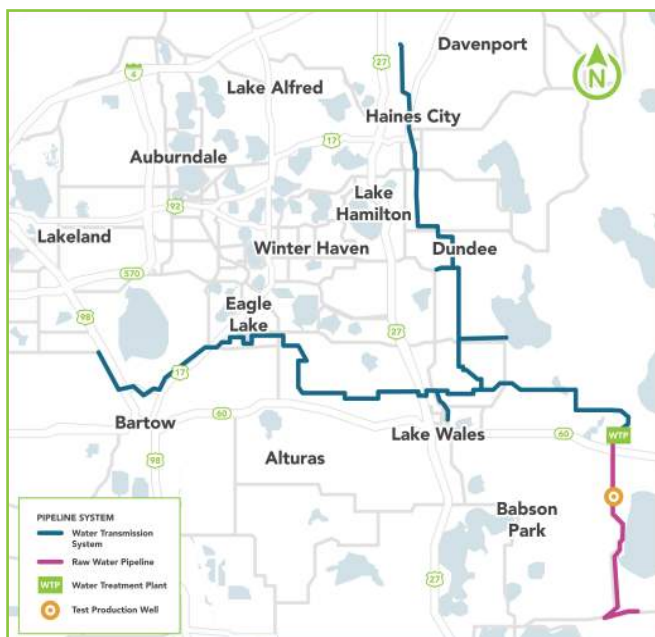 Davenport
27
4
N
Lake Alfred
Haines City
17
Auburndale
Lake
Hamilton
92
Lakeland
Winter Haven
Dundee
570
Eagle
Lake
98
27
17
Bartow
60
Lake Wales
60
WTP
98
Alturas
Babson
Park
27
PIPELINE SYSTEM
Water Transmission
System
Raw Water Pipeline
WTP
Water Treatment Plant
Test Production Well